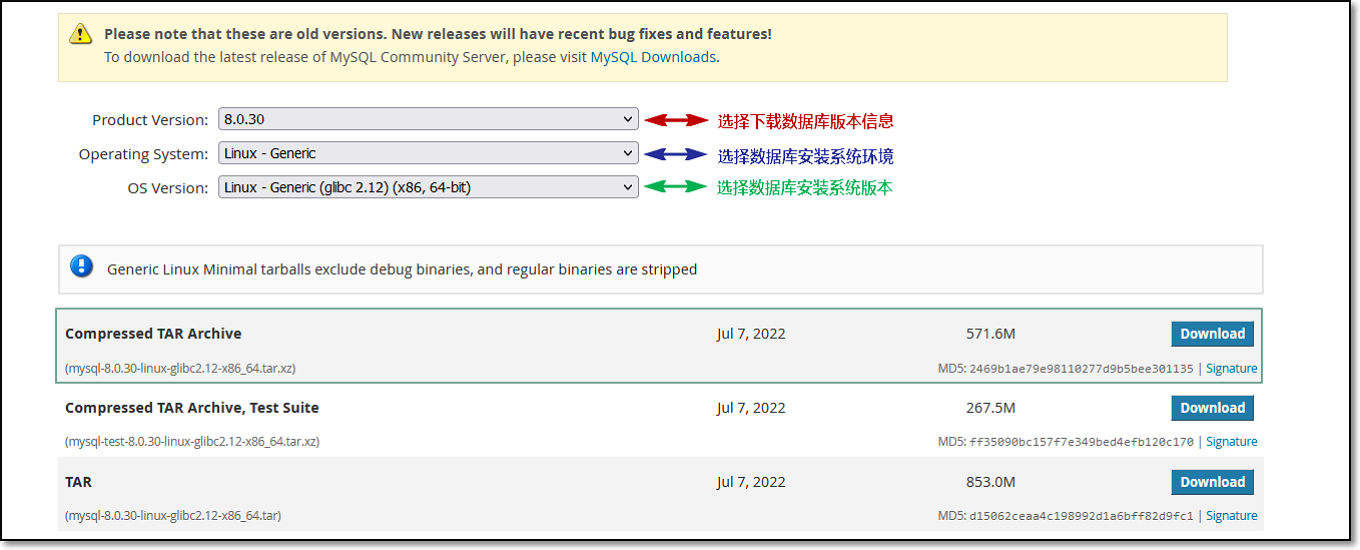 Please note that these are old versions. New releases will have recent bug fixes and features!
To download the latest release of MySQL Community Server, please visit MySQL Downloads.
Product Version: 8.0.30 选择下载数据库版本信息
Operating System: Linux - Generic 选择数据库安装系统环境
OS Version: Linux - Generic (glibc 2.12) (x86, 64-bit) 选择数据库安装系统版本
Generic Linux Minimal tarballs exclude debug binaries, and regular binaries are stripped
Compressed TAR Archive Jul 7, 2022 571.6M Download
(mysql-8.0.30-linux-glibc2.12-x86_64.tar.xz) MD5: 2469b1ae79e98110277d9b5bee301135 | Signature
Compressed TAR Archive, Test Suite Jul 7, 2022 267.5M Download
(mysql-test-8.0.30-linux-glibc2.12-x86_64.tar.xz) MD5: ff35090bc157f7e349bed4efb120c170 | Signature
TAR Jul 7, 2022 853.0M Download
(mysql-8.0.30-linux-glibc2.12-x86_64.tar) MD5: d15062ceaa4c198992d1a6bff82d9fc1 | Signature